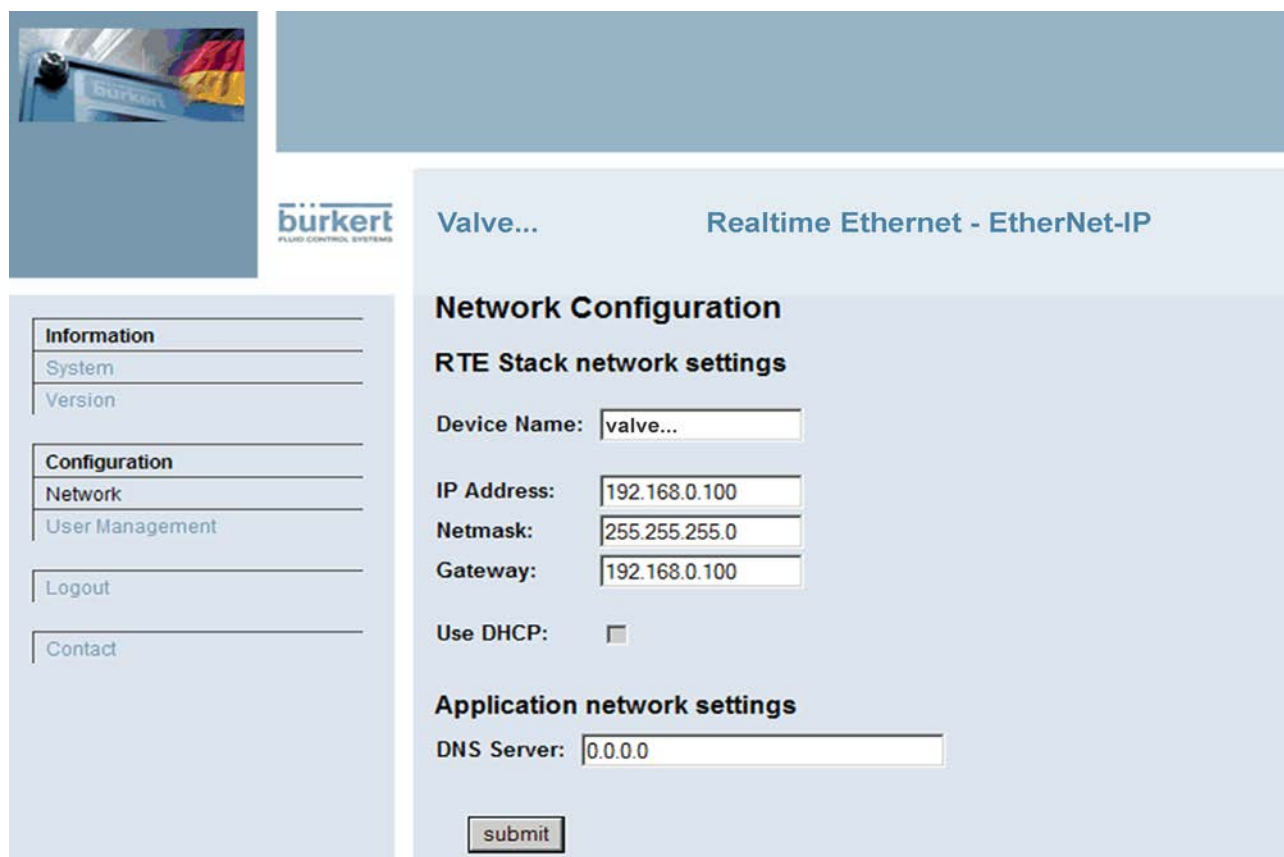 bürkert
bürkert
FLUID CONTROL SYSTEMS
Valve... Realtime Ethernet - EtherNet-IP
Information
System
Version
Configuration
Network
User Management
Logout
Contact
Network Configuration
RTE Stack network settings
Device Name: valve...
IP Address: 192.168.0.100
Netmask: 255.255.255.0
Gateway: 192.168.0.100
Use DHCP:
Application network settings
DNS Server: 0.0.0.0
submit